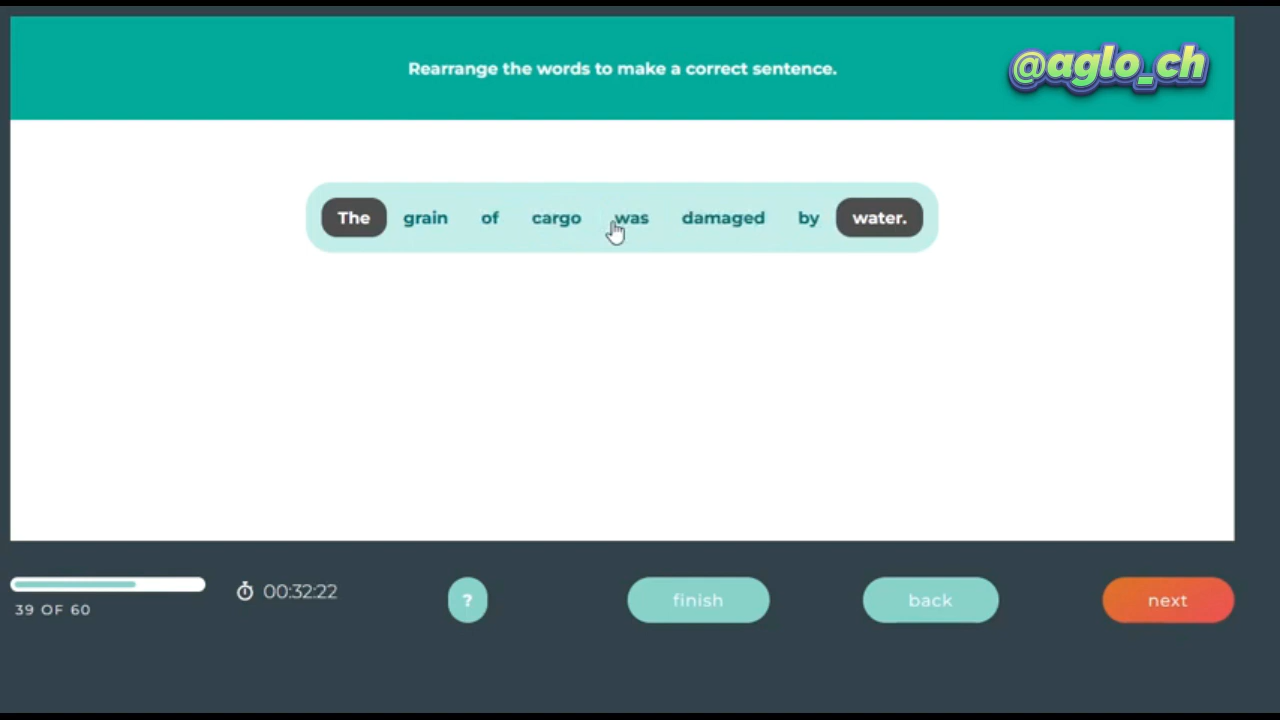 Rearrange the words to make a correct sentence.
@aglo_ch
The grain of cargo was damaged by water.
39 OF 60
00:32:22
?
finish
back
next